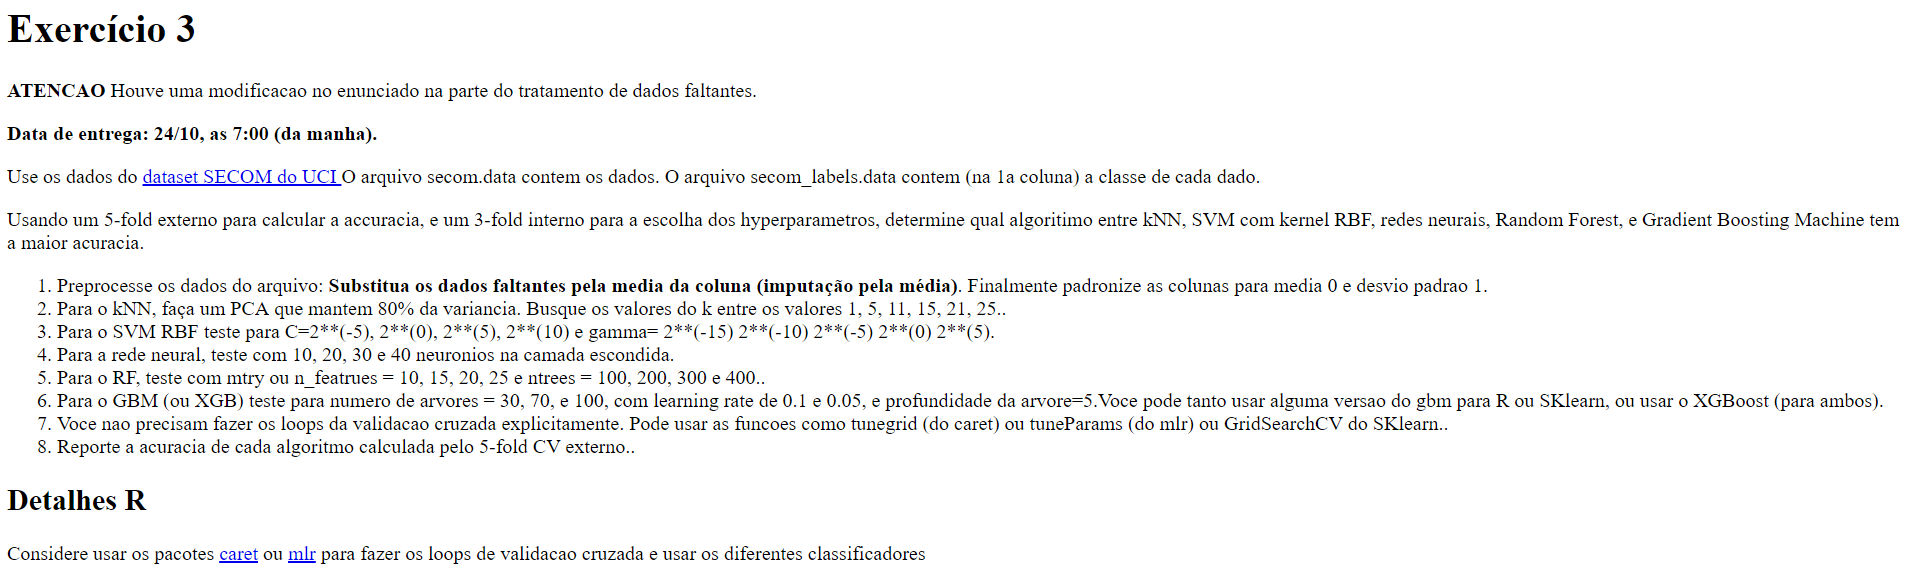 Exercício 3
ATENCAO Houve uma modificacao no enunciado na parte do tratamento de dados faltantes.
Data de entrega: 24/10, as 7:00 (da manha).
Use os dados do dataset SECOM do UCI O arquivo secom.data contem os dados. O arquivo secom_labels.data contem (na 1a coluna) a classe de cada dado.
Usando um 5-fold externo para calcular a accuracia, e um 3-fold interno para a escolha dos hyperparametros, determine qual algoritimo entre kNN, SVM com kernel RBF, redes neurais, Random Forest, e Gradient Boosting Machine tem
a maior acuracia.
1. Preprocesse os dados do arquivo: Substitua os dados faltantes pela media da coluna (imputação pela média). Finalmente padronize as colunas para media 0 e desvio padrao 1.
2. Para o kNN, faça um PCA que mantem 80% da variancia. Busque os valores do k entre os valores 1, 5, 11, 15, 21, 25..
3. Para o SVM RBF teste para C=2**(-5), 2**(0), 2**(5), 2**(10) e gamma= 2**(-15) 2**(-10) 2**(-5) 2**(0) 2**(5).
4. Para a rede neural, teste com 10, 20, 30 e 40 neuronios na camada escondida.
5. Para o RF, teste com mtry ou n_featrues = 10, 15, 20, 25 e ntrees = 100, 200, 300 e 400..
6. Para o GBM (ou XGB) teste para numero de arvores = 30, 70, e 100, com learning rate de 0.1 e 0.05, e profundidade da arvore=5.Voce pode tanto usar alguma versao do gbm para R ou SKlearn, ou usar o XGBoost (para ambos).
7. Voce nao precisam fazer os loops da validacao cruzada explicitamente. Pode usar as funcoes como tunegrid (do caret) ou tuneParams (do mlr) ou GridSearchCV do SKlearn..
8. Reporte a acuracia de cada algoritmo calculada pelo 5-fold CV externo..
Detalhes R
Considere usar os pacotes caret ou mlr para fazer os loops de validacao cruzada e usar os diferentes classificadores